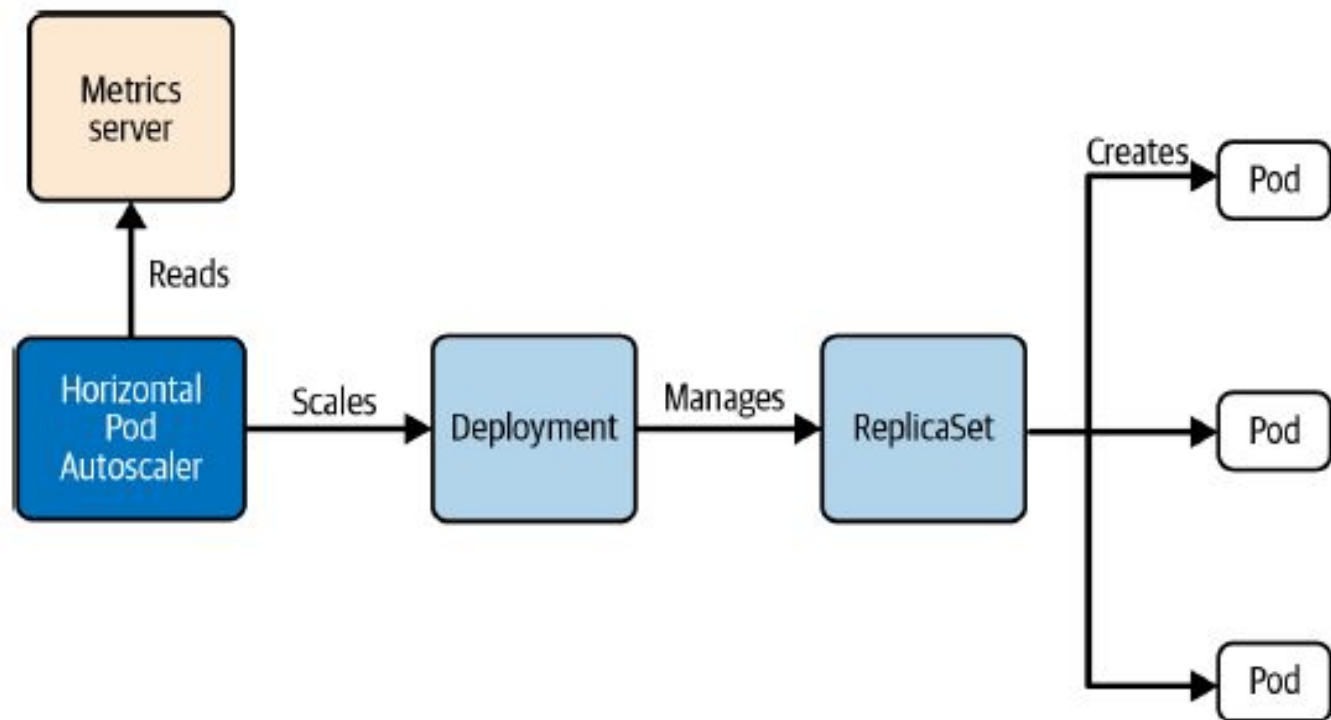 Metrics
server
Reads
Horizontal
Pod
Autoscaler
Scales
Deployment
Manages
ReplicaSet
Creates
Pod
Pod
Pod